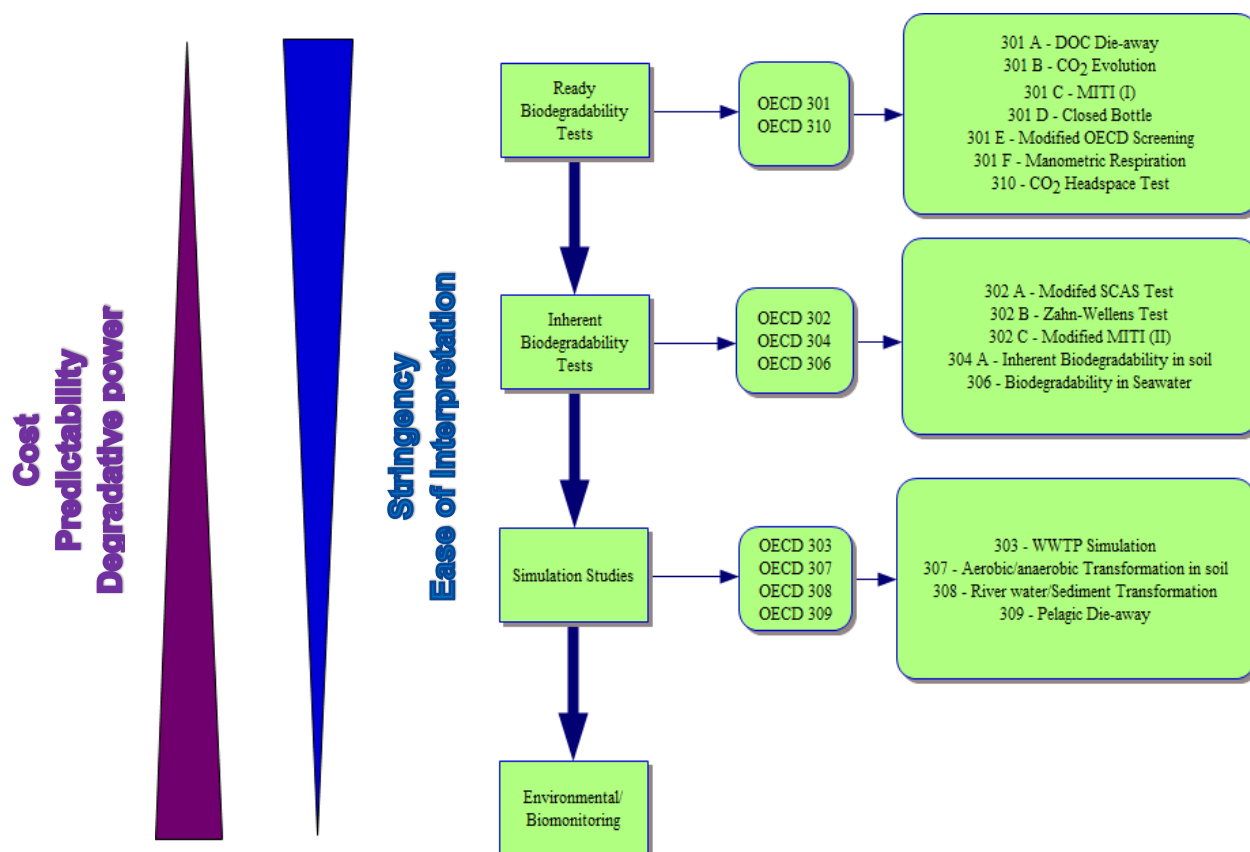 Cost
Predictability
Degradative power
Stringency
Ease of Interpretation
Ready
Biodegradability
Tests
OECD 301
OECD 310
301 A - DOC Die-away
301 B - CO₂ Evolution
301 C - MITI (I)
301 D - Closed Bottle
301 E - Modified OECD Screening
301 F - Manometric Respiration
310 - CO₂ Headspace Test
Inherent
Biodegradability
Tests
OECD 302
OECD 304
OECD 306
302 A - Modifed SCAS Test
302 B - Zahn-Wellens Test
302 C - Modified MITI (II)
304 A - Inherent Biodegradability in soil
306 - Biodegradability in Seawater
Simulation Studies
OECD 303
OECD 307
OECD 308
OECD 309
303 - WWTP Simulation
307 - Aerobic/anaerobic Transformation in soil
308 - River water/Sediment Transformation
309 - Pelagic Die-away
Environmental/
Biomonitoring